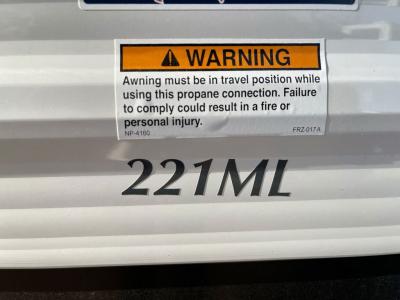 WARNING
Awning must be in travel position while
using this propane connection. Failure
to comply could result in a fire or
personal injury.
NP-4160 FRZ-017A
221ML